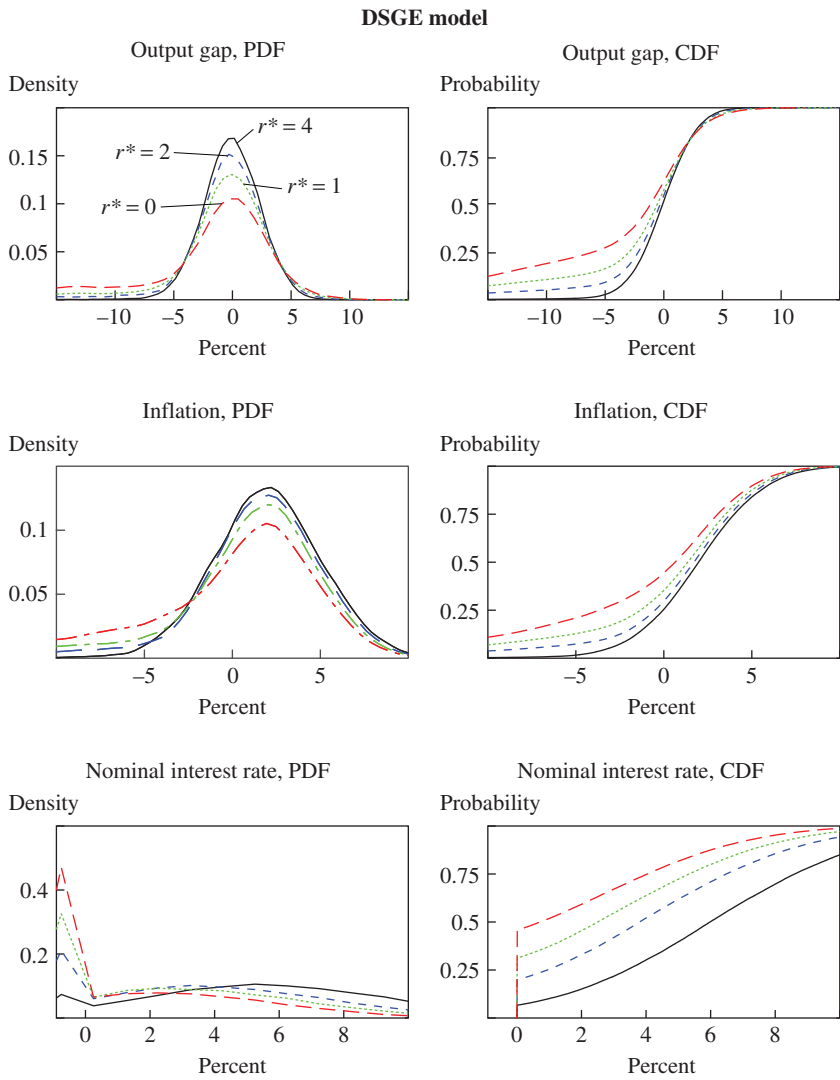 DSGE model
Output gap, PDF
Density
0.15
0.1
0.05
r* = 4
r* = 2
r* = 1
r* = 0
–10 –5 0 5 10
Percent
Output gap, CDF
Probability
0.75
0.5
0.25
–10 –5 0 5 10
Percent
Inflation, PDF
Density
0.1
0.05
–5 0 5
Percent
Inflation, CDF
Probability
0.75
0.5
0.25
–5 0 5
Percent
Nominal interest rate, PDF
Density
0.4
0.2
0 2 4 6 8
Percent
Nominal interest rate, CDF
Probability
0.75
0.5
0.25
0 2 4 6 8
Percent